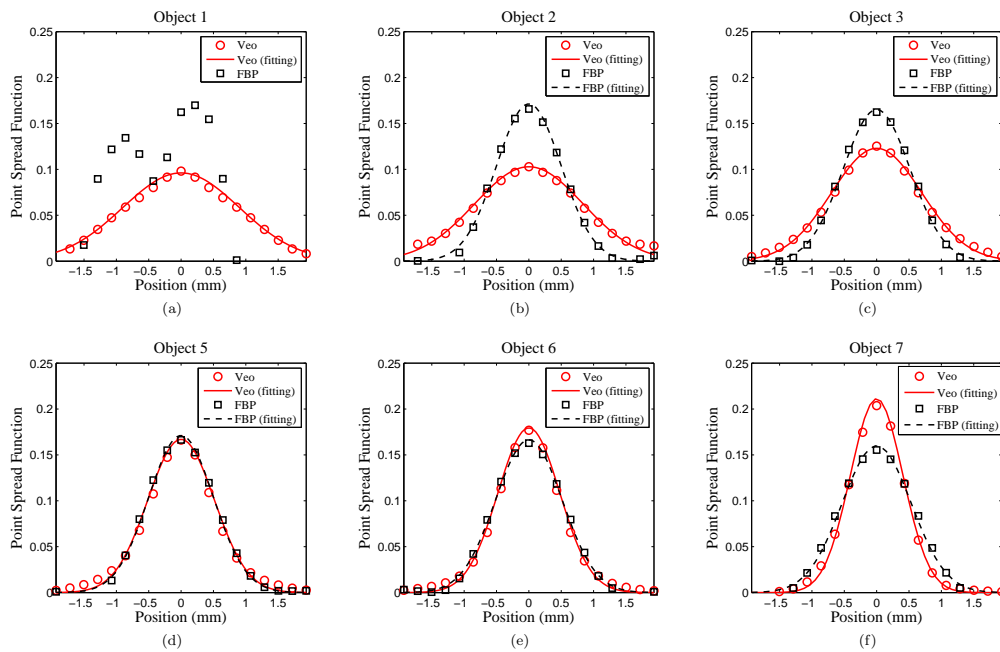 Object 1
0.25
0.2
0.15
0.1
0.05
0
Point Spread Function
Veo
Veo (fitting)
FBP
−1.5 −1 −0.5 0 0.5 1 1.5
Position (mm)
(a)
Object 2
0.25
0.2
0.15
0.1
0.05
0
Point Spread Function
Veo
Veo (fitting)
FBP
FBP (fitting)
−1.5 −1 −0.5 0 0.5 1 1.5
Position (mm)
(b)
Object 3
0.25
0.2
0.15
0.1
0.05
0
Point Spread Function
Veo
Veo (fitting)
FBP
FBP (fitting)
−1.5 −1 −0.5 0 0.5 1 1.5
Position (mm)
(c)
Object 5
0.25
0.2
0.15
0.1
0.05
0
Point Spread Function
Veo
Veo (fitting)
FBP
FBP (fitting)
−1.5 −1 −0.5 0 0.5 1 1.5
Position (mm)
(d)
Object 6
0.25
0.2
0.15
0.1
0.05
0
Point Spread Function
Veo
Veo (fitting)
FBP
FBP (fitting)
−1.5 −1 −0.5 0 0.5 1 1.5
Position (mm)
(e)
Object 7
0.25
0.2
0.15
0.1
0.05
0
Point Spread Function
Veo
Veo (fitting)
FBP
FBP (fitting)
−1.5 −1 −0.5 0 0.5 1 1.5
Position (mm)
(f)